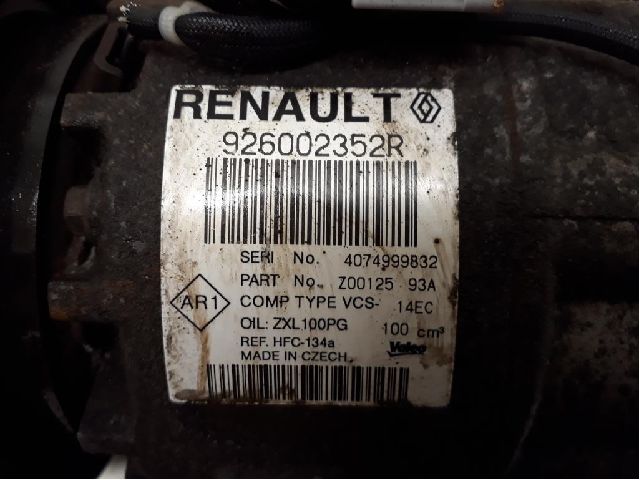 RENAULT
926002352R
SERI No. 4074999832
PART No. Z00125 93A
AR1
COMP TYPE VCS- 14EC
OIL: ZXL100PG 100 cm³
REF. HFC-134a
Valeo
MADE IN CZECH